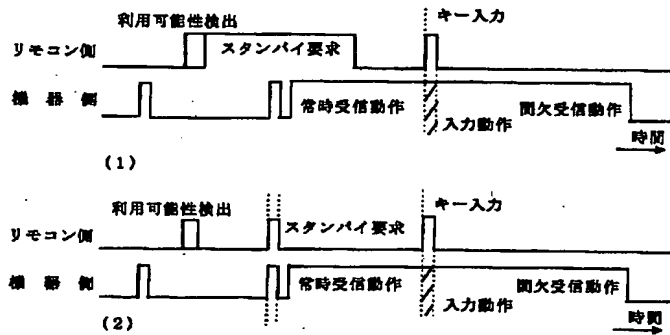 利用可能性検出
キー入力
リモコン側
スタンバイ要求
機器側
常時受信動作
間欠受信動作
入力動作
時間
(1)
利用可能性検出
キー入力
リモコン側
スタンバイ要求
機器側
常時受信動作
間欠受信動作
入力動作
時間
(2)